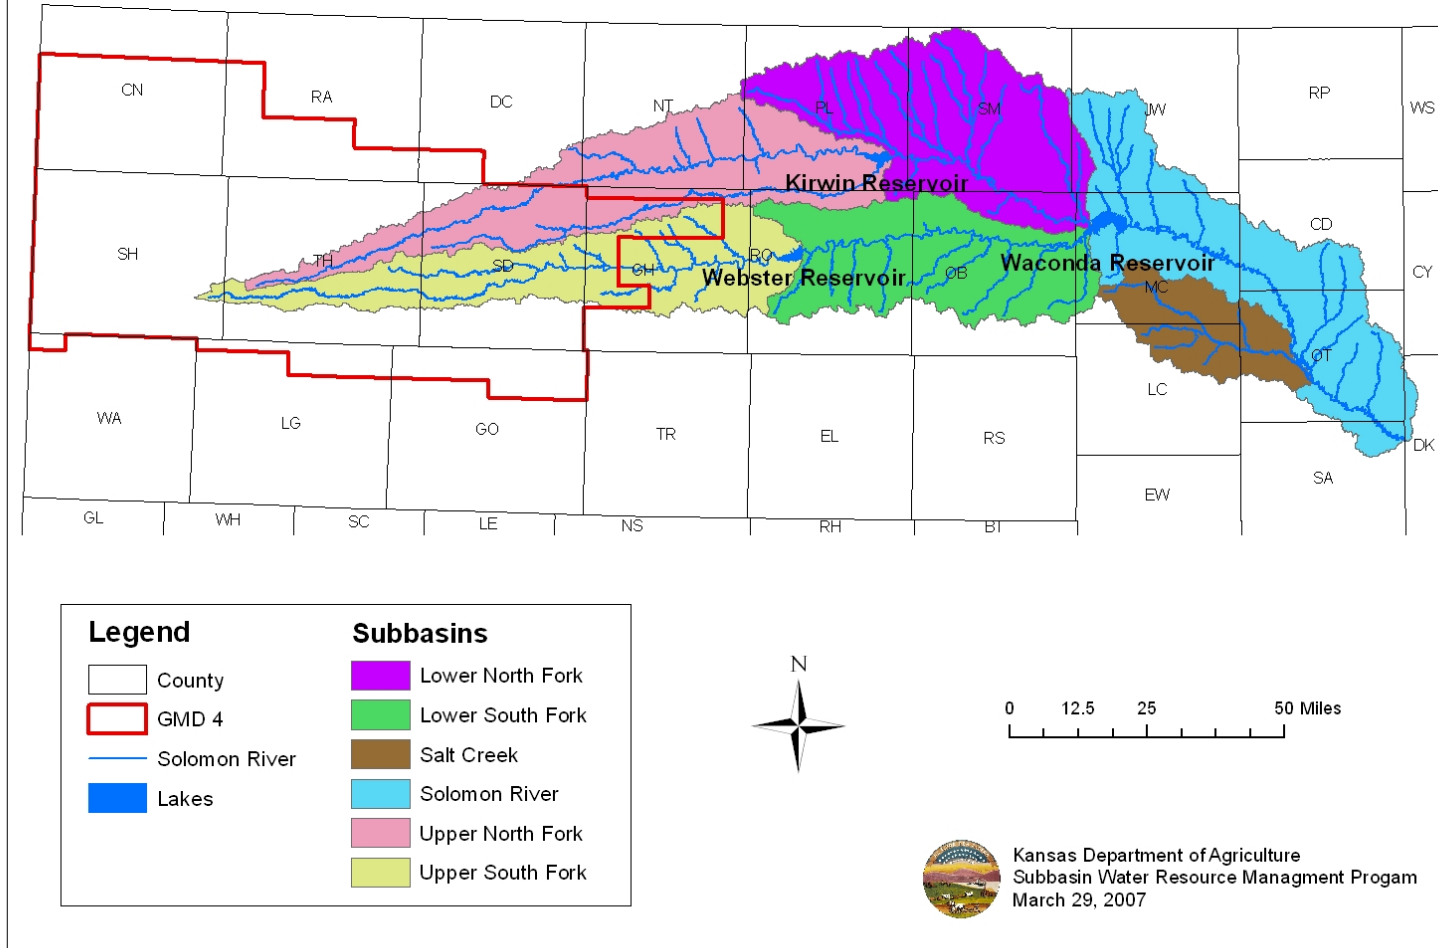 CN
RA
DC
NT
PL
SM
JW
RP
WS
Kirwin Reservoir
SH
TH
SD
GH
RO
Webster Reservoir
OB
Waconda Reservoir
MC
CD
CY
WA
LG
GO
TR
EL
RS
LC
OT
DK
EW
SA
GL
WH
SC
LE
NS
RH
BT
Legend
County
GMD 4
Solomon River
Lakes
Subbasins
Lower North Fork
Lower South Fork
Salt Creek
Solomon River
Upper North Fork
Upper South Fork
N
0 12.5 25 50 Miles
Kansas Department of Agriculture
Subbasin Water Resource Managment Progam
March 29, 2007